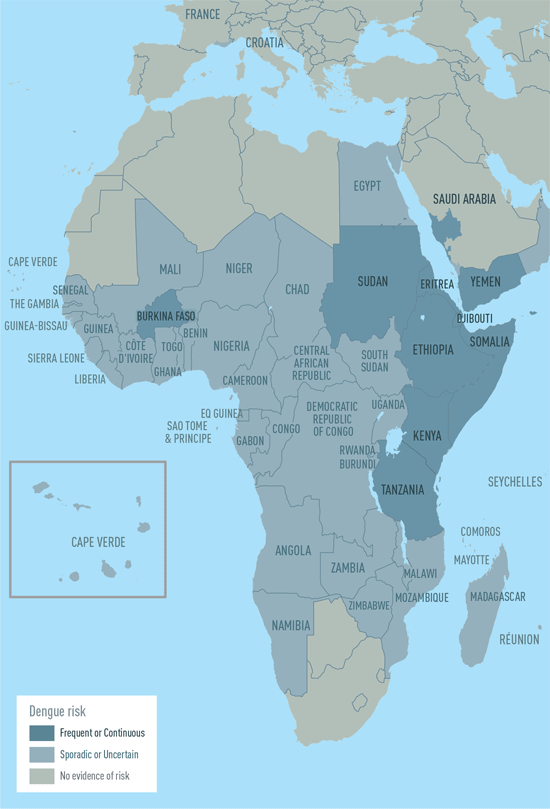 FRANCE
CROATIA
EGYPT
SAUDI ARABIA
CAPE VERDE
MALI
NIGER
CHAD
SUDAN
ERITREA
YEMEN
SENEGAL
THE GAMBIA
BURKINA FASO
DJIBOUTI
GUINEA-BISSAU
GUINEA
BENIN
SOMALIA
CÔTE
D'IVOIRE
TOGO
NIGERIA
ETHIOPIA
SIERRA LEONE
CENTRAL
AFRICAN
REPUBLIC
SOUTH
SUDAN
LIBERIA
GHANA
CAMEROON
EQ GUINEA
DEMOCRATIC
REPUBLIC
OF CONGO
UGANDA
SAO TOME
& PRINCIPE
GABON
CONGO
KENYA
RWANDA
BURUNDI
TANZANIA
SEYCHELLES
CAPE VERDE
COMOROS
ANGOLA
ZAMBIA
MALAWI
MAYOTTE
MOZAMBIQUE
MADAGASCAR
ZIMBABWE
NAMIBIA
RÉUNION
Dengue risk
Frequent or Continuous
Sporadic or Uncertain
No evidence of risk